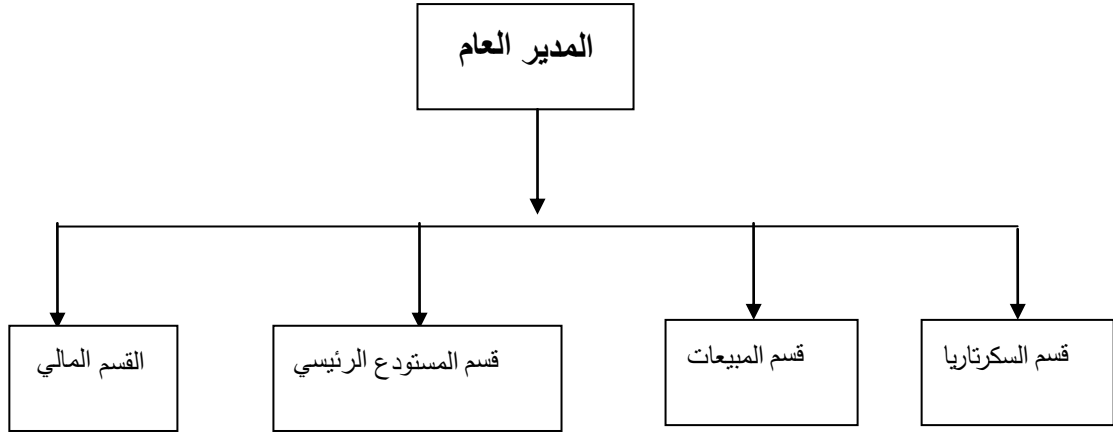 المدير العام
قسم السكرتاريا
قسم المبيعات
قسم المستودع الرئيسي
القسم المالي